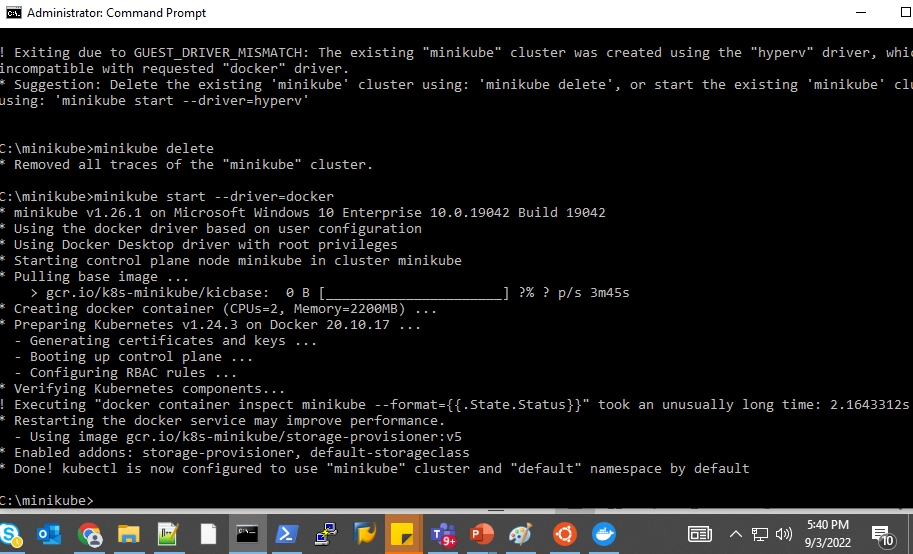 Administrator: Command Prompt
! Exiting due to GUEST_DRIVER_MISMATCH: The existing "minikube" cluster was created using the "hyperv" driver,
incompatible with requested "docker" driver.
* Suggestion: Delete the existing 'minikube' cluster using: 'minikube delete', or start the existing 'minikube'
using: 'minikube start --driver=hyperv'
C:\minikube>minikube delete
* Removed all traces of the "minikube" cluster.
C:\minikube>minikube start --driver=docker
* minikube v1.26.1 on Microsoft Windows 10 Enterprise 10.0.19042 Build 19042
* Using the docker driver based on user configuration
* Using Docker Desktop driver with root privileges
* Starting control plane node minikube in cluster minikube
* Pulling base image ...
> gcr.io/k8s-minikube/kicbase:  0 B [______________________] ?% ? p/s 3m45s
* Creating docker container (CPUs=2, Memory=2200MB) ...
* Preparing Kubernetes v1.24.3 on Docker 20.10.17 ...
- Generating certificates and keys ...
- Booting up control plane ...
- Configuring RBAC rules ...
* Verifying Kubernetes components...
! Executing "docker container inspect minikube --format={{.State.Status}}" took an unusually long time: 2.1643312s
* Restarting the docker service may improve performance.
- Using image gcr.io/k8s-minikube/storage-provisioner:v5
* Enabled addons: storage-provisioner, default-storageclass
* Done! kubectl is now configured to use "minikube" cluster and "default" namespace by default
C:\minikube>
9+
5:40 PM
9/3/2022
10